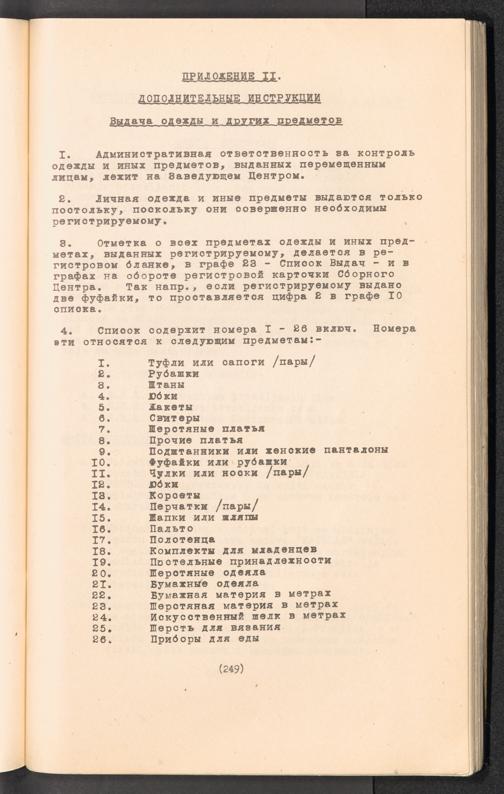 ПРИЛОЖЕНИЕ II.
ДОПОЛНИТЕЛЬНЫЕ ИНСТРУКЦИИ
Выдача одежды и других предметов
I. Административная ответственность за контроль
одежды и иных предметов, выданных перемещенным
лицам, лежит на Заведующем Центром.
2. Личная одежда и иные предметы выдаются только
постольку, поскольку они совершенно необходимы
регистрируемому.
3. Отметка о всех предметах одежды и иных пред-
метах, выданных регистрируемому, делается в ре-
гистровом бланке, в графе 23 - Список Выдач - и в
графах на обороте регистровой карточки Сборного
Центра. Так напр., если регистрируемому выдано
две фуфайки, то проставляется цифра 2 в графе IO
списка.
4. Список содержит номера I - 26 включ. Номера
эти относятся к следующим предметам:-
I. Туфли или сапоги /пары/
2. Рубашки
3. Штаны
4. Юбки
5. Жакеты
6. Свитеры
7. Шерстяные платья
8. Прочие платья
9. Подштанники или женские панталоны
IO. Фуфайки или рубашки
II. Чулки или носки /пары/
I2. Юбки
I3. Корсеты
I4. Перчатки /пары/
I5. Шапки или шляпы
I6. Пальто
I7. Полотенца
I8. Комплекты для младенцев
I9. Постельные принадлежности
20. Шерстяные одеяла
2I. Бумажные одеяла
22. Бумажная материя в метрах
23. Шерстяная материя в метрах
24. Искусственный шелк в метрах
25. Шерсть для вязания
26. Приборы для еды
(249)